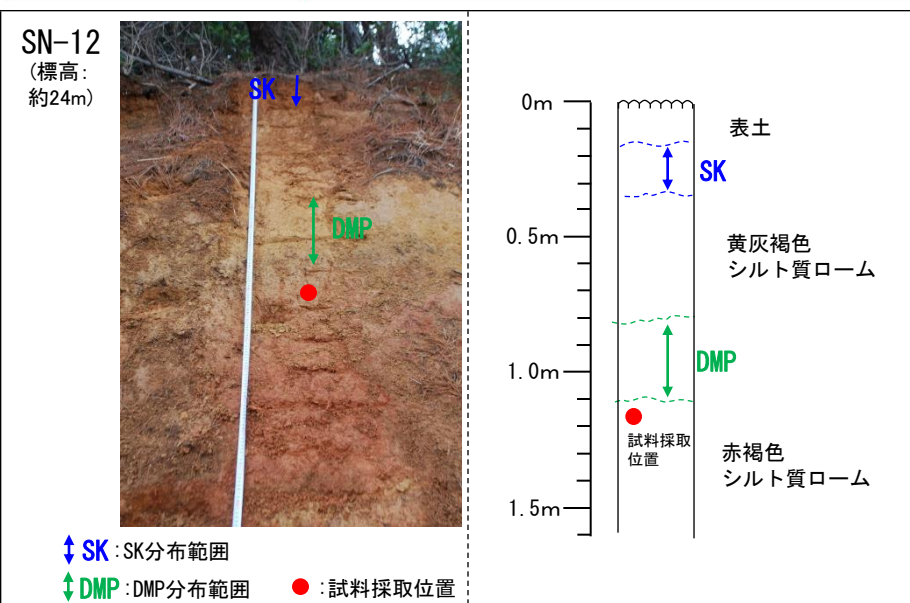 SN-12
(標高:
約24m)
SK
DMP
SK:SK分布範囲
DMP:DMP分布範囲
:試料採取位置
0m
表土
SK
0.5m
黄灰褐色
シルト質ローム
DMP
1.0m
試料採取
位置
赤褐色
シルト質ローム
1.5m